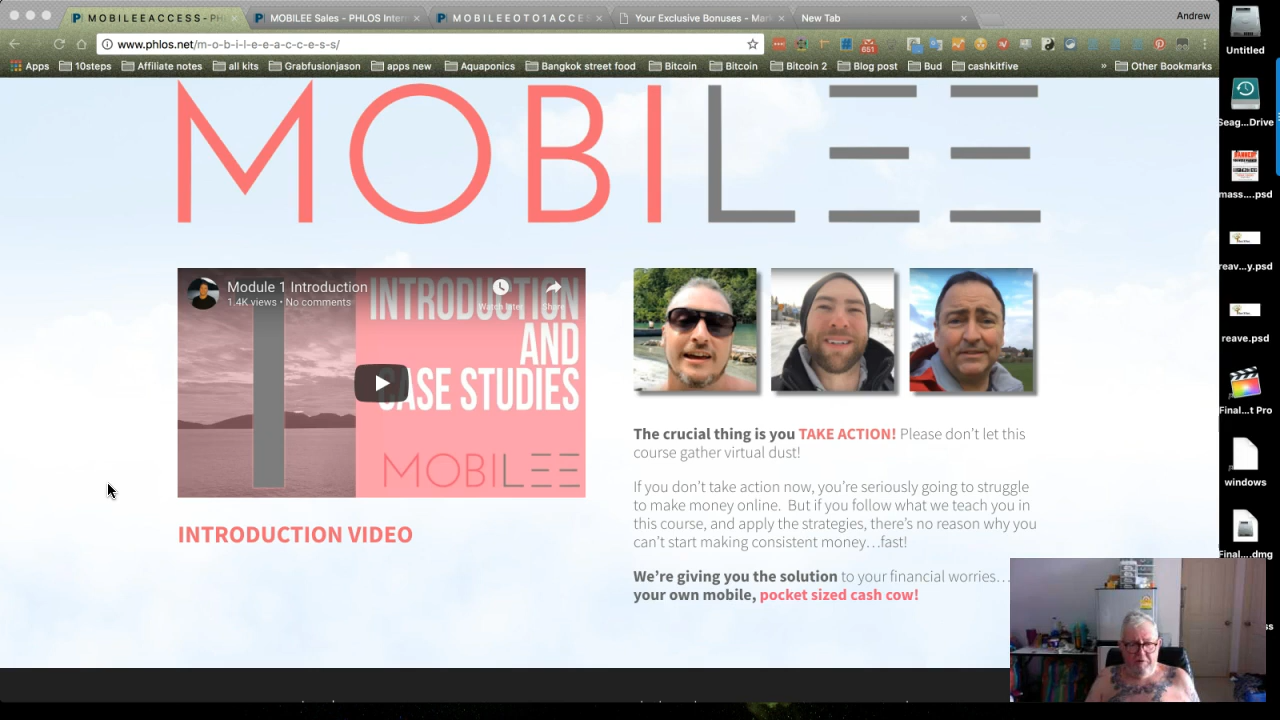 Andrew
M O B I L E E A C C E S S - PH
MOBILEE Sales - PHLOS Intern
M O B I L E E O T O 1 A C C E
Your Exclusive Bonuses - Mark
New Tab
www.phlos.net/m-o-b-i-l-e-e-a-c-c-e-s-s/
651
Apps
10steps
Affiliate notes
all kits
Grabfusionjason
apps new
Aquaponics
Bangkok street food
Bitcoin
Bitcoin
Bitcoin 2
Blog post
Bud
cashkitfive
»
Other Bookmarks
MOBILEE
Module 1 Introduction
1.4K views • No comments
Watch later
Share
INTRODUCTION
AND
CASE STUDIES
MOBILEE
INTRODUCTION VIDEO
The crucial thing is you TAKE ACTION! Please don't let this
course gather virtual dust!
If you don't take action now, you're seriously going to struggle
to make money online. But if you follow what we teach you in
this course, and apply the strategies, there's no reason why you
can't start making consistent money…fast!
We're giving you the solution to your financial worries…
your own mobile, pocket sized cash cow!
Untitled
Seag...Drive
mass....psd
reav...y.psd
reave.psd
Final...t Pro
windows
Final....dmg